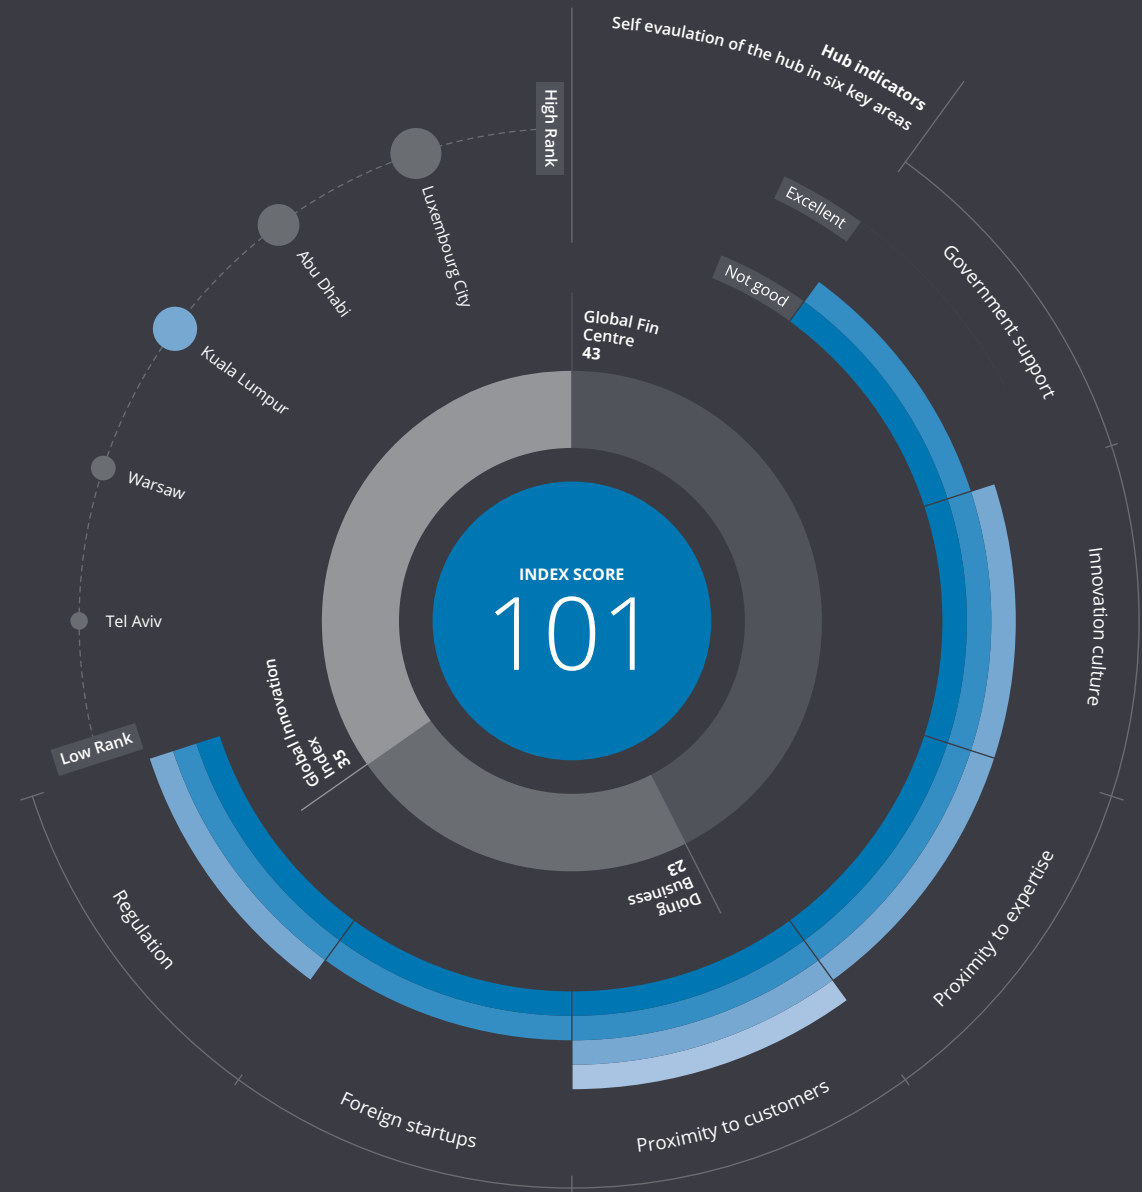 Self evaulation of the hub in six key areas
Hub indicators
High Rank
Excellent
Not good
Government support
Innovation culture
Proximity to expertise
Proximity to customers
Foreign startups
Regulation
Low Rank
Tel Aviv
Warsaw
Kuala Lumpur
Abu Dhabi
Luxembourg City
Global Fin
Centre
43
Doing
Business
23
Global Innovation
Index
35
INDEX SCORE
101